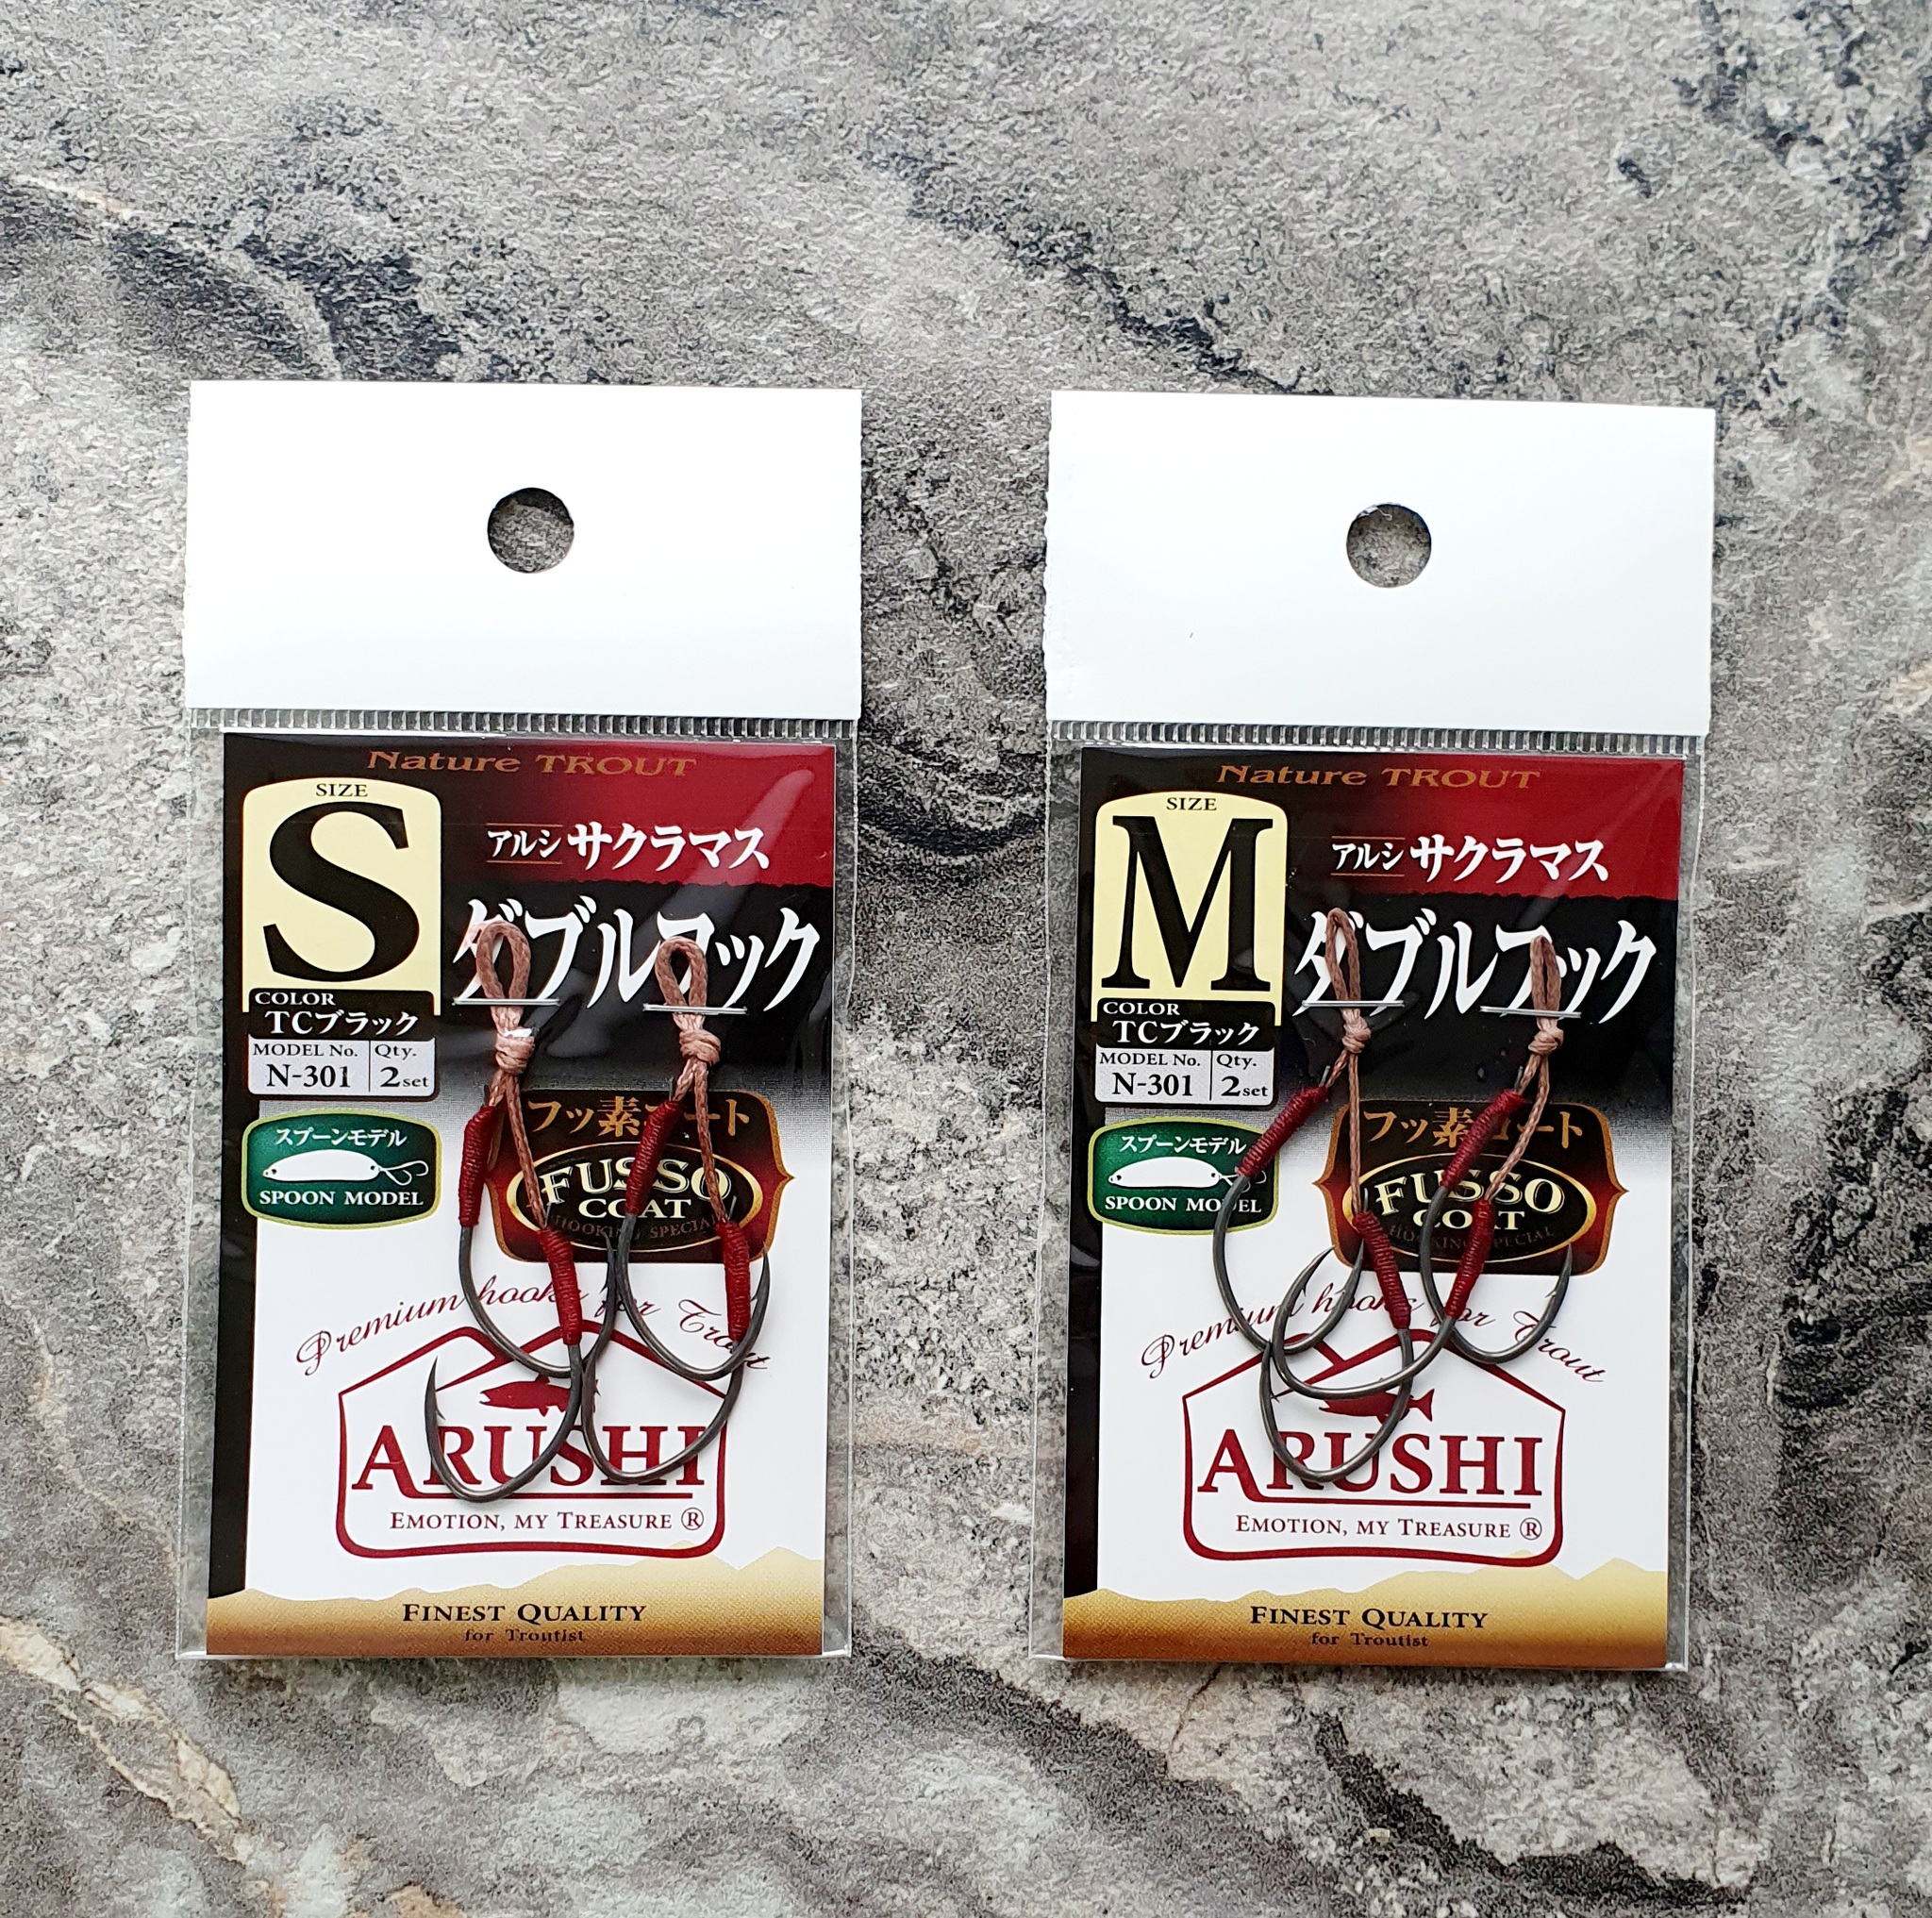 Nature TROUT
SIZE
S
アルシ サクラマス
ダブルフック
COLOR
TCブラック
MODEL No.
N-301
Qty.
2set
スプーンモデル
SPOON MODEL
フッ素コート
FUSSO
COAT
HOOKING SPECIAL
Premium hooks for Trout
ARUSHI
EMOTION, MY TREASURE ®
FINEST QUALITY
for Troutist
Nature TROUT
SIZE
M
アルシ サクラマス
ダブルフック
COLOR
TCブラック
MODEL No.
N-301
Qty.
2set
スプーンモデル
SPOON MODEL
フッ素コート
FUSSO
COAT
HOOKING SPECIAL
Premium hooks for Trout
ARUSHI
EMOTION, MY TREASURE ®
FINEST QUALITY
for Troutist